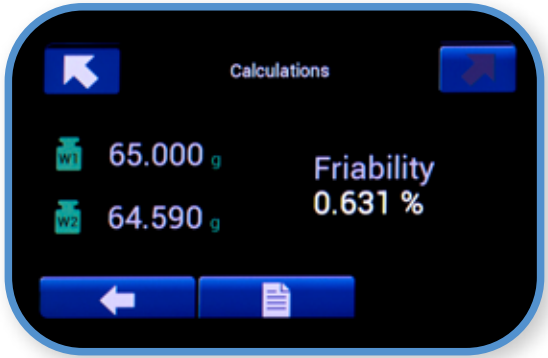 Calculations
W1 65.000 g
W2 64.590 g
Friability
0.631 %